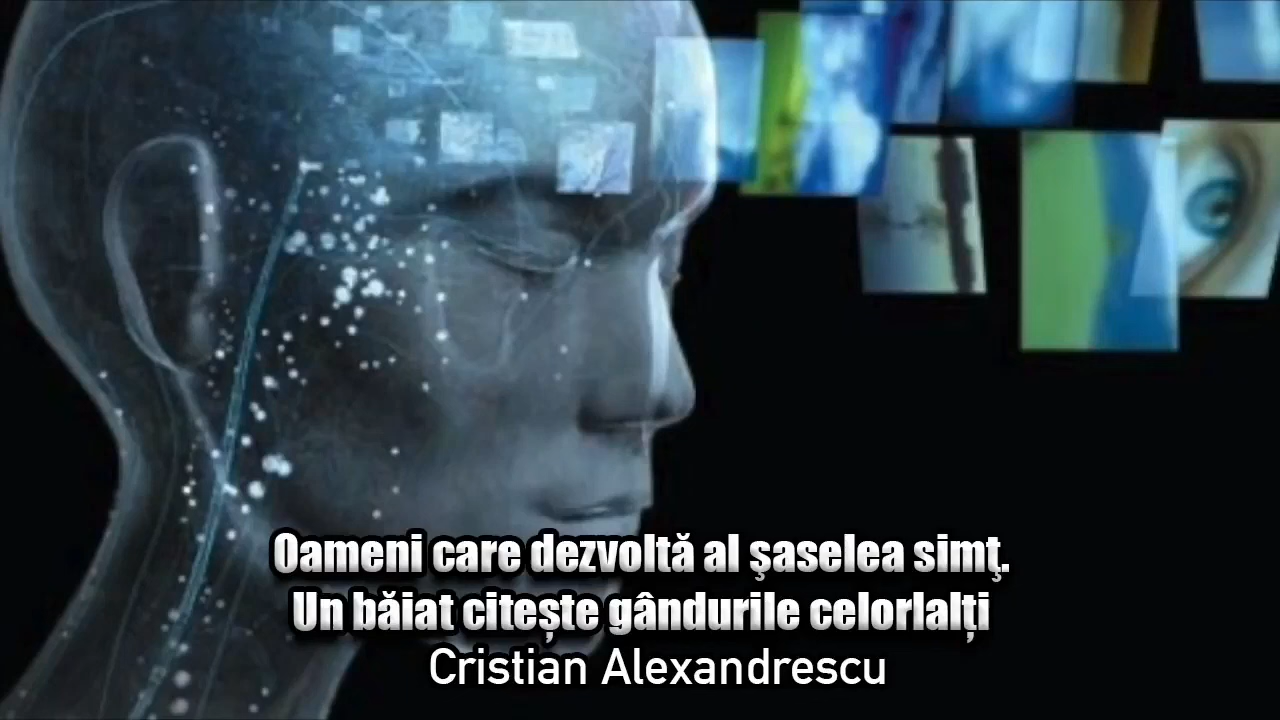 Oameni care dezvoltă al şaselea simţ.
Un băiat citește gândurile celorlalți
Cristian Alexandrescu